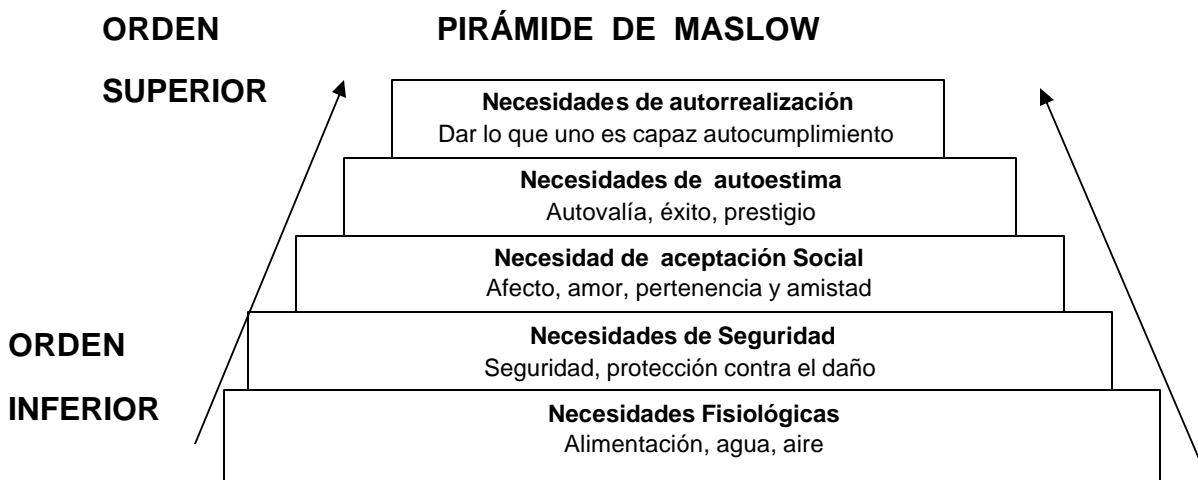 ORDEN
PIRÁMIDE DE MASLOW
SUPERIOR
Necesidades de autorrealización
Dar lo que uno es capaz autocumplimiento
Necesidades de autoestima
Autovalía, éxito, prestigio
Necesidad de aceptación Social
Afecto, amor, pertenencia y amistad
ORDEN
INFERIOR
Necesidades de Seguridad
Seguridad, protección contra el daño
Necesidades Fisiológicas
Alimentación, agua, aire